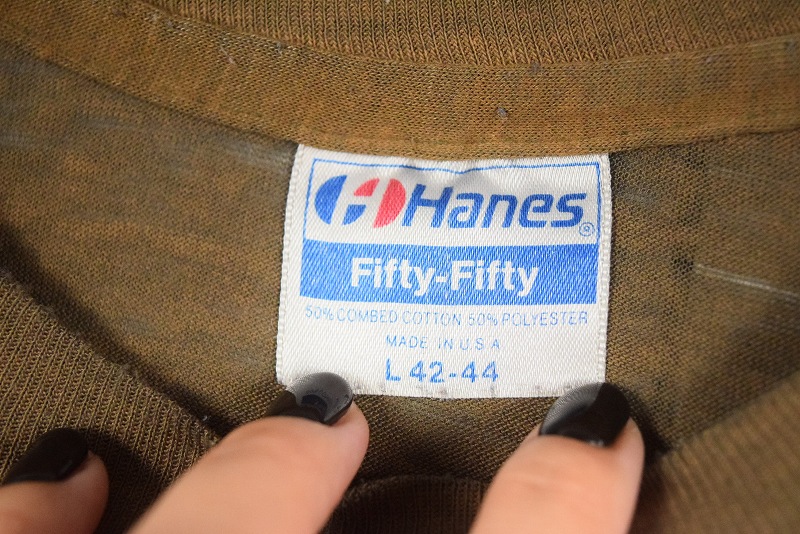 Hanes®
Fifty-Fifty
50% COMBED COTTON 50% POLYESTER
MADE IN U.S.A
L 42-44